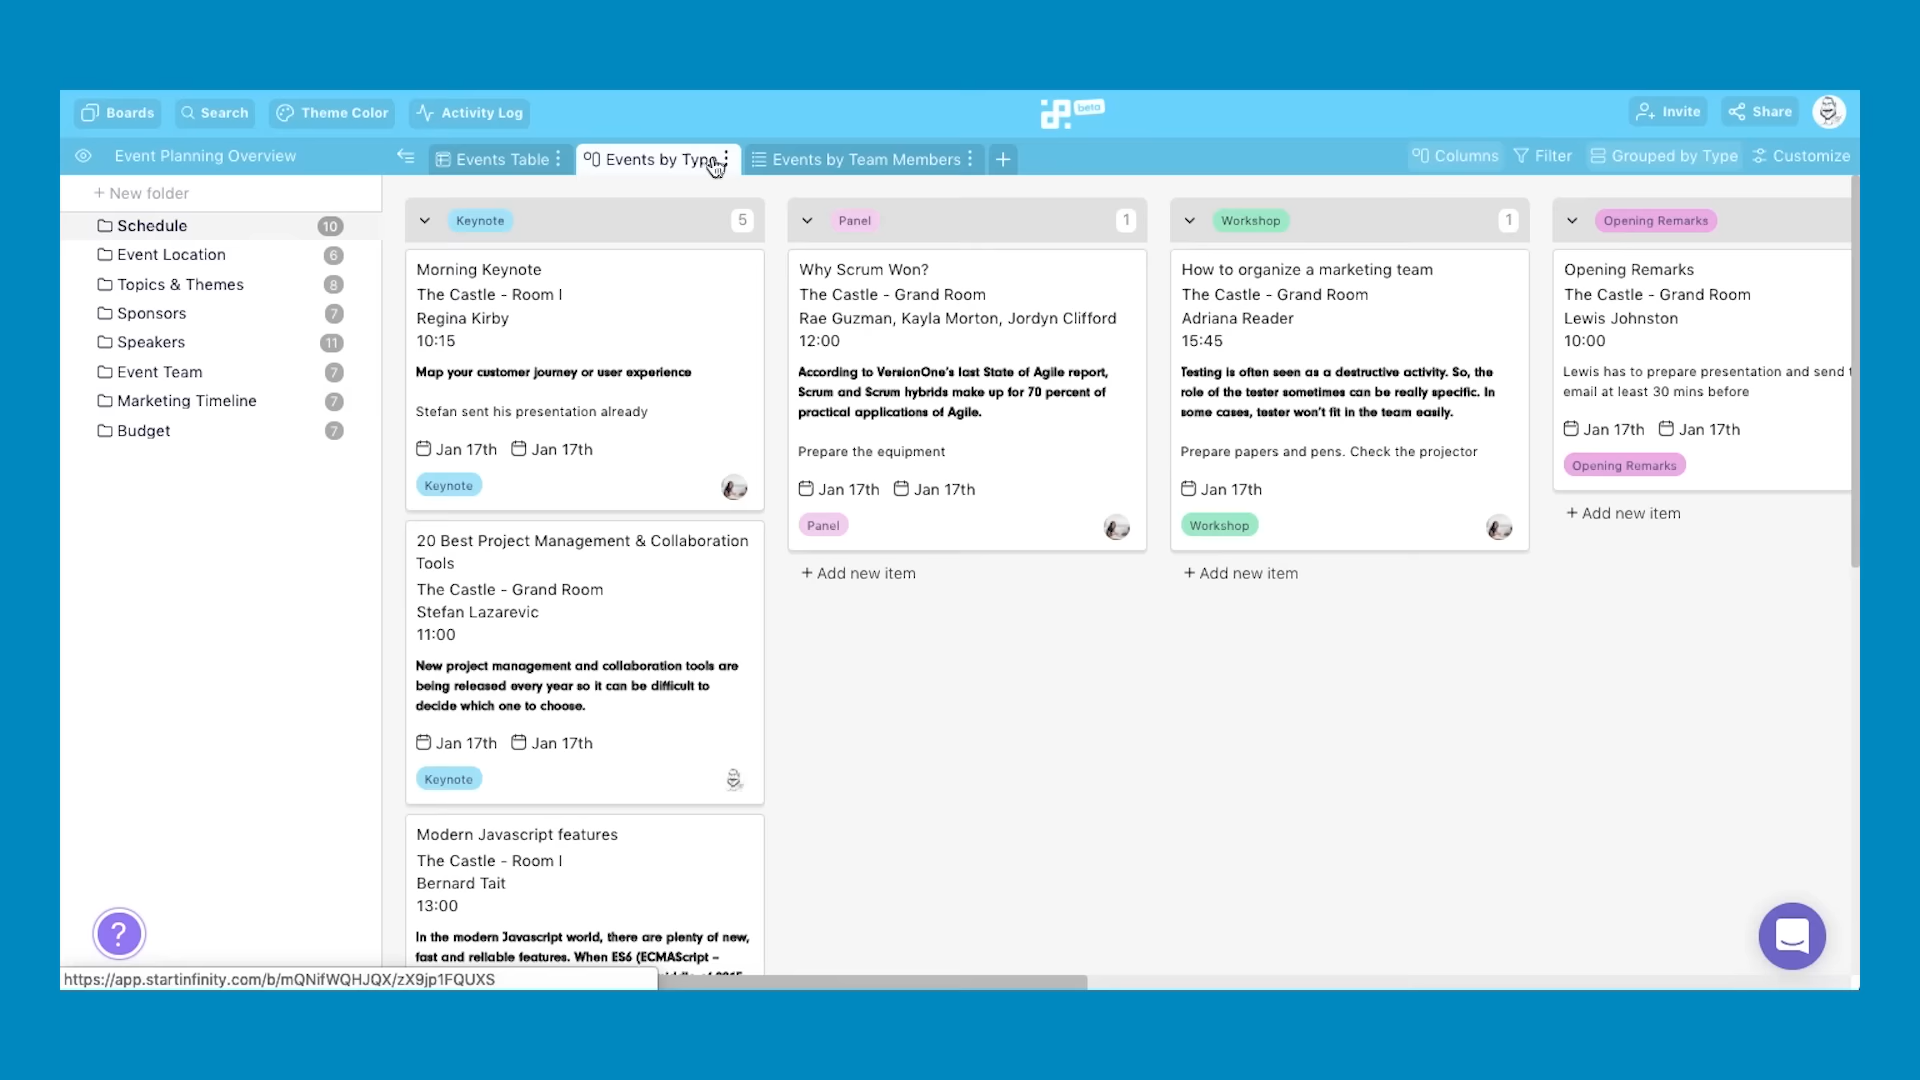 Boards
Search
Theme Color
Activity Log
beta
Invite
Share
Event Planning Overview
Events Table
Events by Type
Events by Team Members
Columns
Filter
Grouped by Type
Customize
+ New folder
Schedule 10
Event Location 6
Topics & Themes 8
Sponsors 7
Speakers 11
Event Team 7
Marketing Timeline 7
Budget 7
Keynote 5
Morning Keynote
The Castle - Room I
Regina Kirby
10:15
Map your customer journey or user experience
Stefan sent his presentation already
Jan 17th Jan 17th
Keynote
20 Best Project Management & Collaboration
Tools
The Castle - Grand Room
Stefan Lazarevic
11:00
New project management and collaboration tools are
being released every year so it can be difficult to
decide which one to choose.
Jan 17th Jan 17th
Keynote
Modern Javascript features
The Castle - Room I
Bernard Tait
13:00
In the modern Javascript world, there are plenty of new,
fast and reliable features. When ES6 (ECMAScript –
Panel 1
Why Scrum Won?
The Castle - Grand Room
Rae Guzman, Kayla Morton, Jordyn Clifford
12:00
According to VersionOne's last State of Agile report,
Scrum and Scrum hybrids make up for 70 percent of
practical applications of Agile.
Prepare the equipment
Jan 17th Jan 17th
Panel
+ Add new item
Workshop 1
How to organize a marketing team
The Castle - Grand Room
Adriana Reader
15:45
Testing is often seen as a destructive activity. So, the
role of the tester sometimes can be really specific. In
some cases, tester won't fit in the team easily.
Prepare papers and pens. Check the projector
Jan 17th
Workshop
+ Add new item
Opening Remarks
Opening Remarks
The Castle - Grand Room
Lewis Johnston
10:00
Lewis has to prepare presentation and send
email at least 30 mins before
Jan 17th Jan 17th
Opening Remarks
+ Add new item
?
https://app.startinfinity.com/b/mQNifWQHJQX/zX9jp1FQUXS